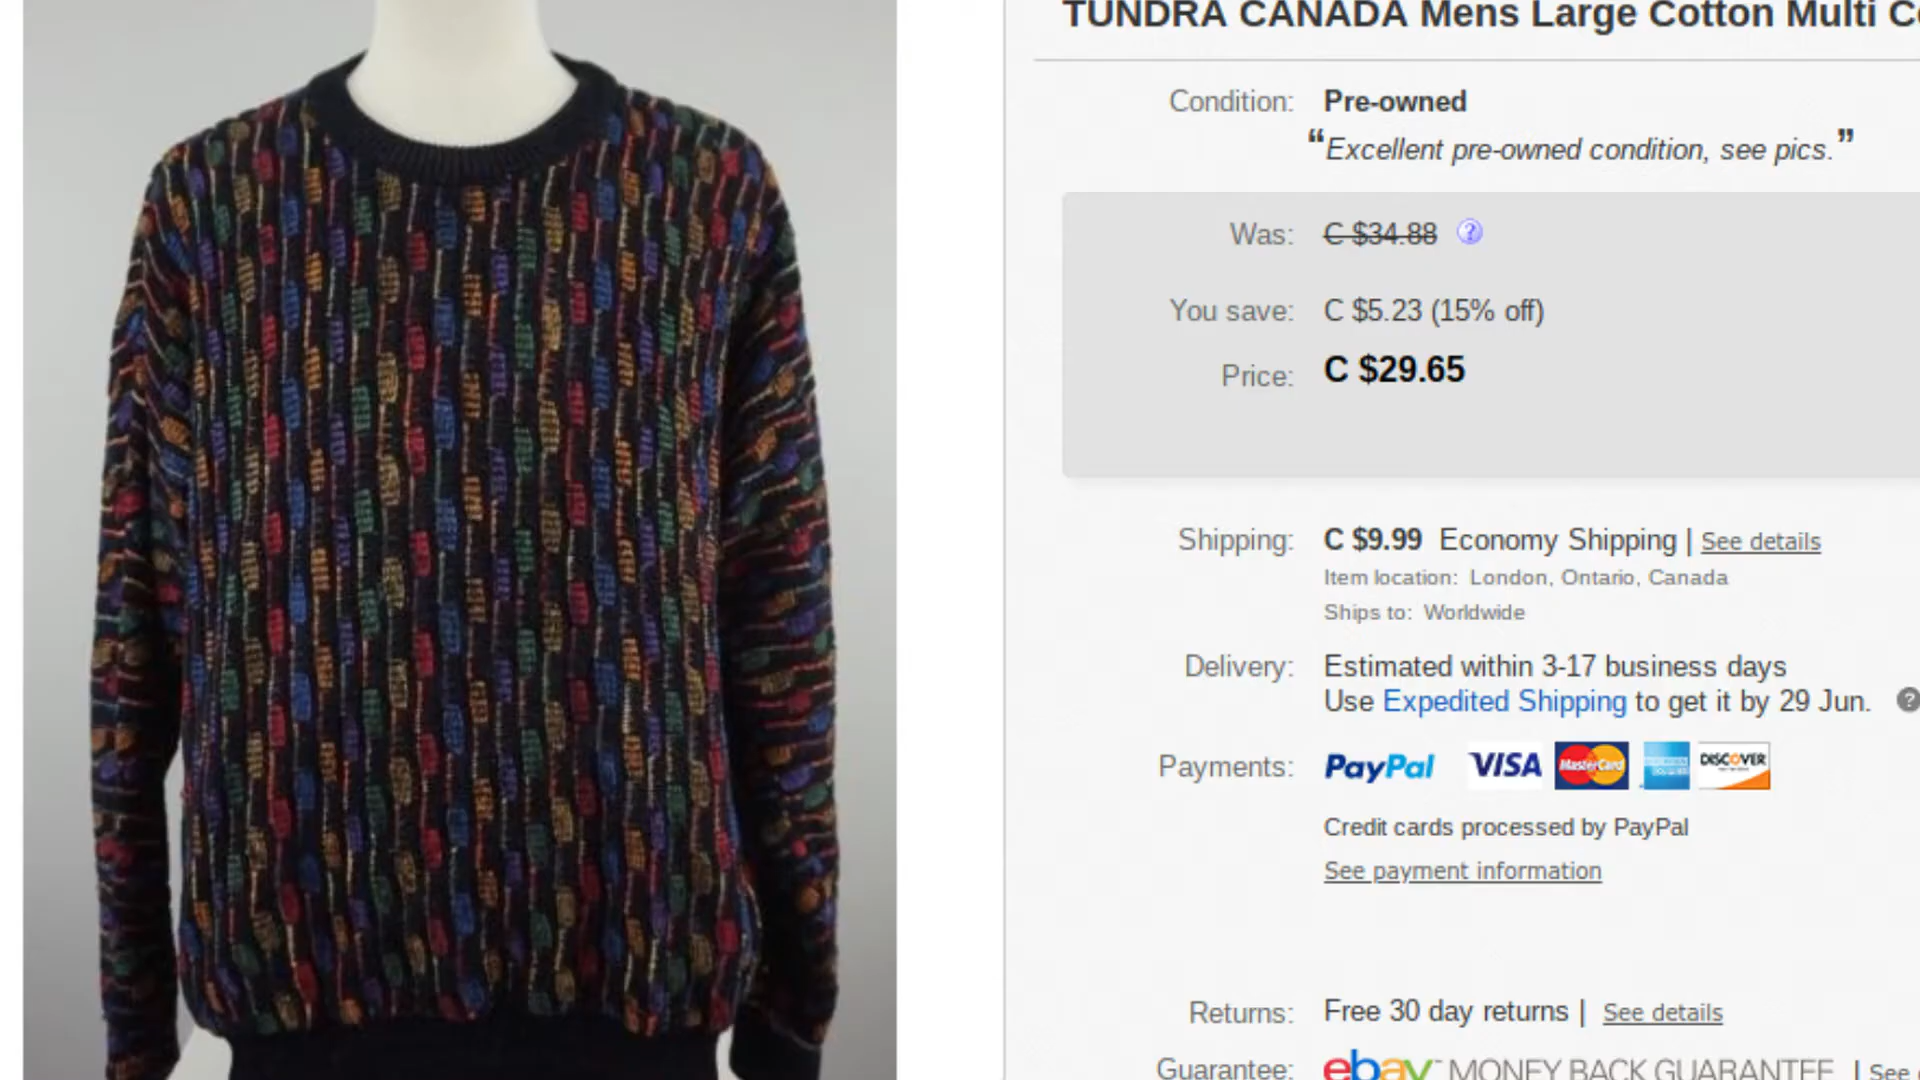 TUNDRA CANADA Mens Large Cotton Multi
Condition: Pre-owned
“Excellent pre-owned condition, see pics.”
Was: C $34.88 ?
You save: C $5.23 (15% off)
Price: C $29.65
Shipping: C $9.99 Economy Shipping | See details
Item location: London, Ontario, Canada
Ships to: Worldwide
Delivery: Estimated within 3-17 business days
Use Expedited Shipping to get it by 29 Jun. ?
Payments: PayPal VISA MasterCard DISCOVER
Credit cards processed by PayPal
See payment information
Returns: Free 30 day returns | See details
Guarantee: ebay MONEY BACK GUARANTEE | See